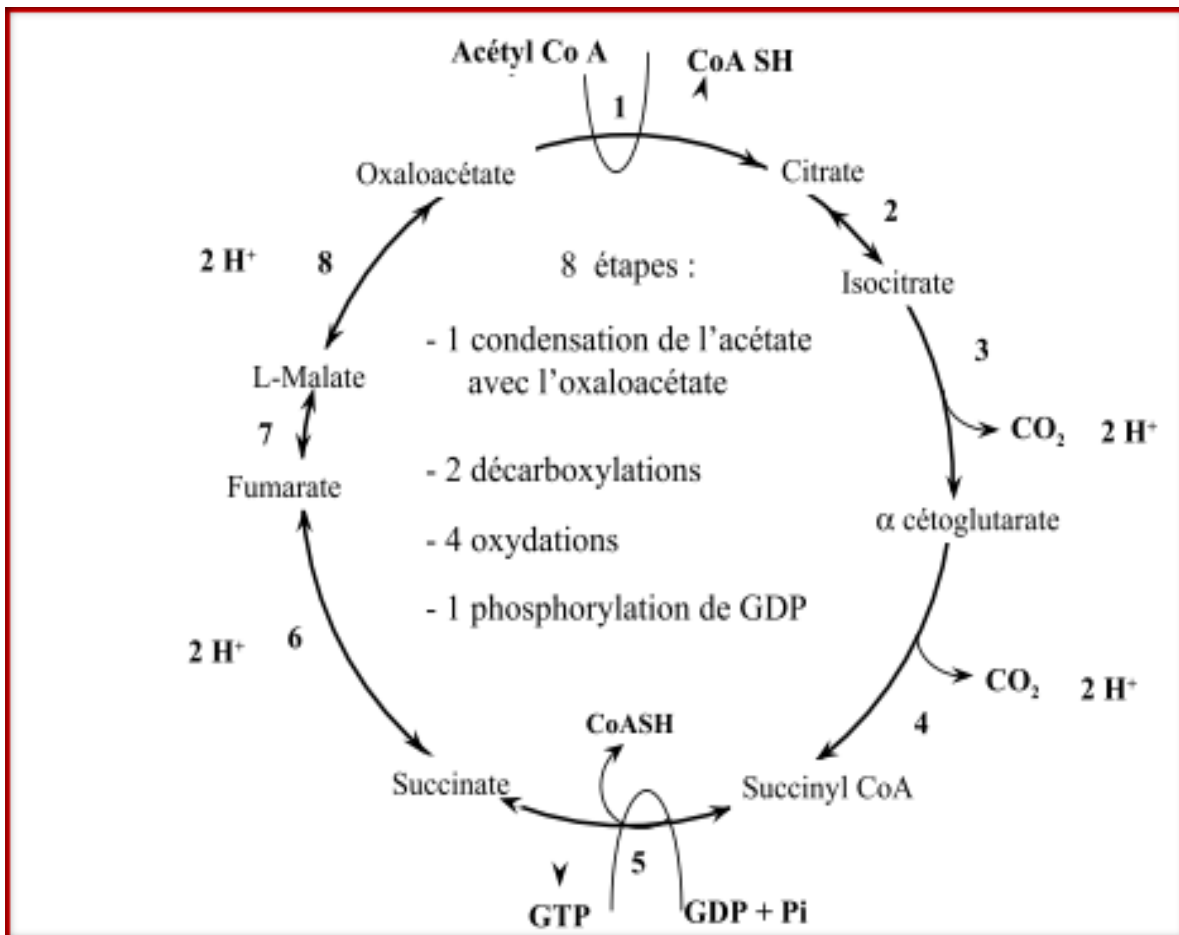 Acétyl Co A
CoA SH
1
Oxaloacétate
Citrate
2
2 H⁺
8
8 étapes :
Isocitrate
- 1 condensation de l’acétate
avec l’oxaloacétate
3
L-Malate
CO₂ 2 H⁺
7
- 2 décarboxylations
Fumarate
α cétoglutarate
- 4 oxydations
- 1 phosphorylation de GDP
6
2 H⁺
CO₂ 2 H⁺
4
CoASH
Succinate
Succinyl CoA
5
GTP
GDP + Pi